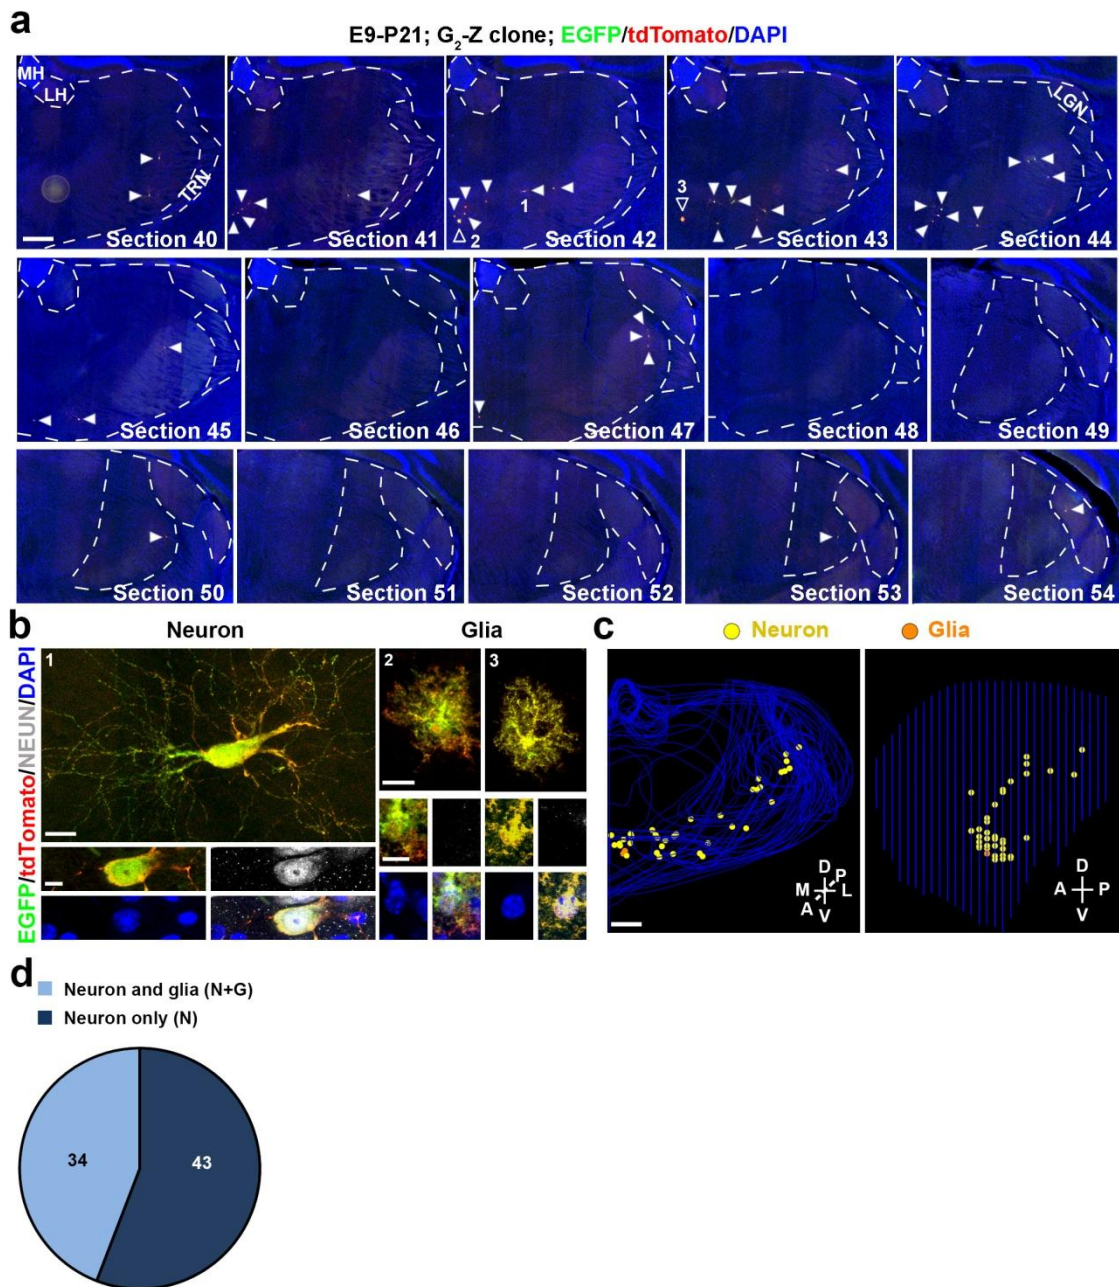 a
E9-P21; G₂-Z clone; EGFP/tdTomato/DAPI
MH
LH
TRN
Section 40
Section 41
1
2
Section 42
3
Section 43
LGN
Section 44
Section 45
Section 46
Section 47
Section 48
Section 49
Section 50
Section 51
Section 52
Section 53
Section 54
b
Neuron
Glia
EGFP/tdTomato/NEUN/DAPI
1
2
3
c
Neuron
Glia
D
P
M
L
A
V
D
A
P
V
d
Neuron and glia (N+G)
Neuron only (N)
34
43